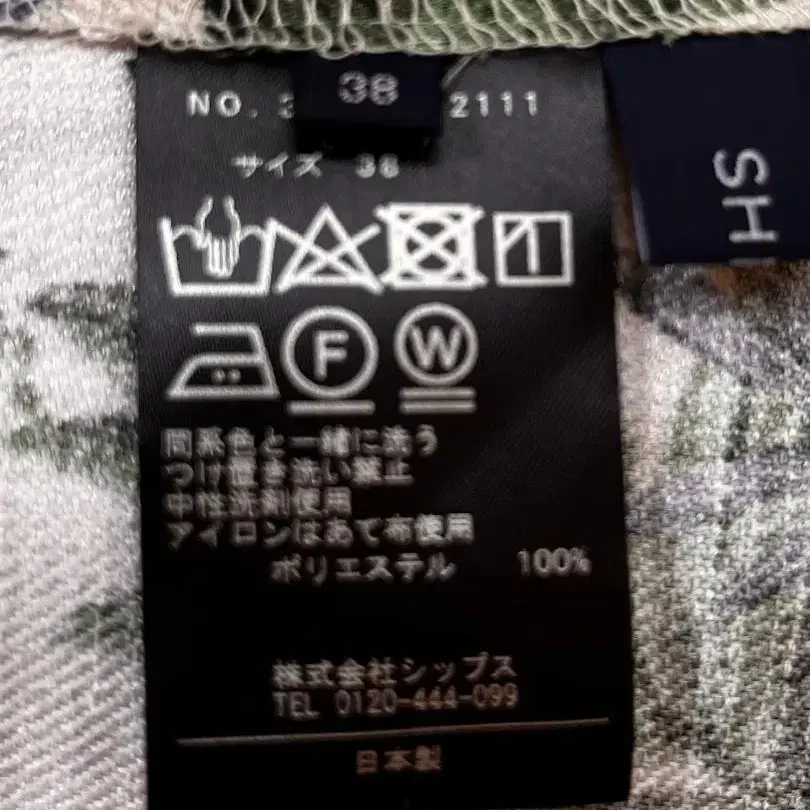 38
NO. 3 2111
サイズ 38
SH
F W
同系色と一緒に洗う
つけ置き洗い禁止
中性洗剤使用
アイロンはあて布使用
ポリエステル 100%
株式会社シップス
TEL 0120-444-099
日本製